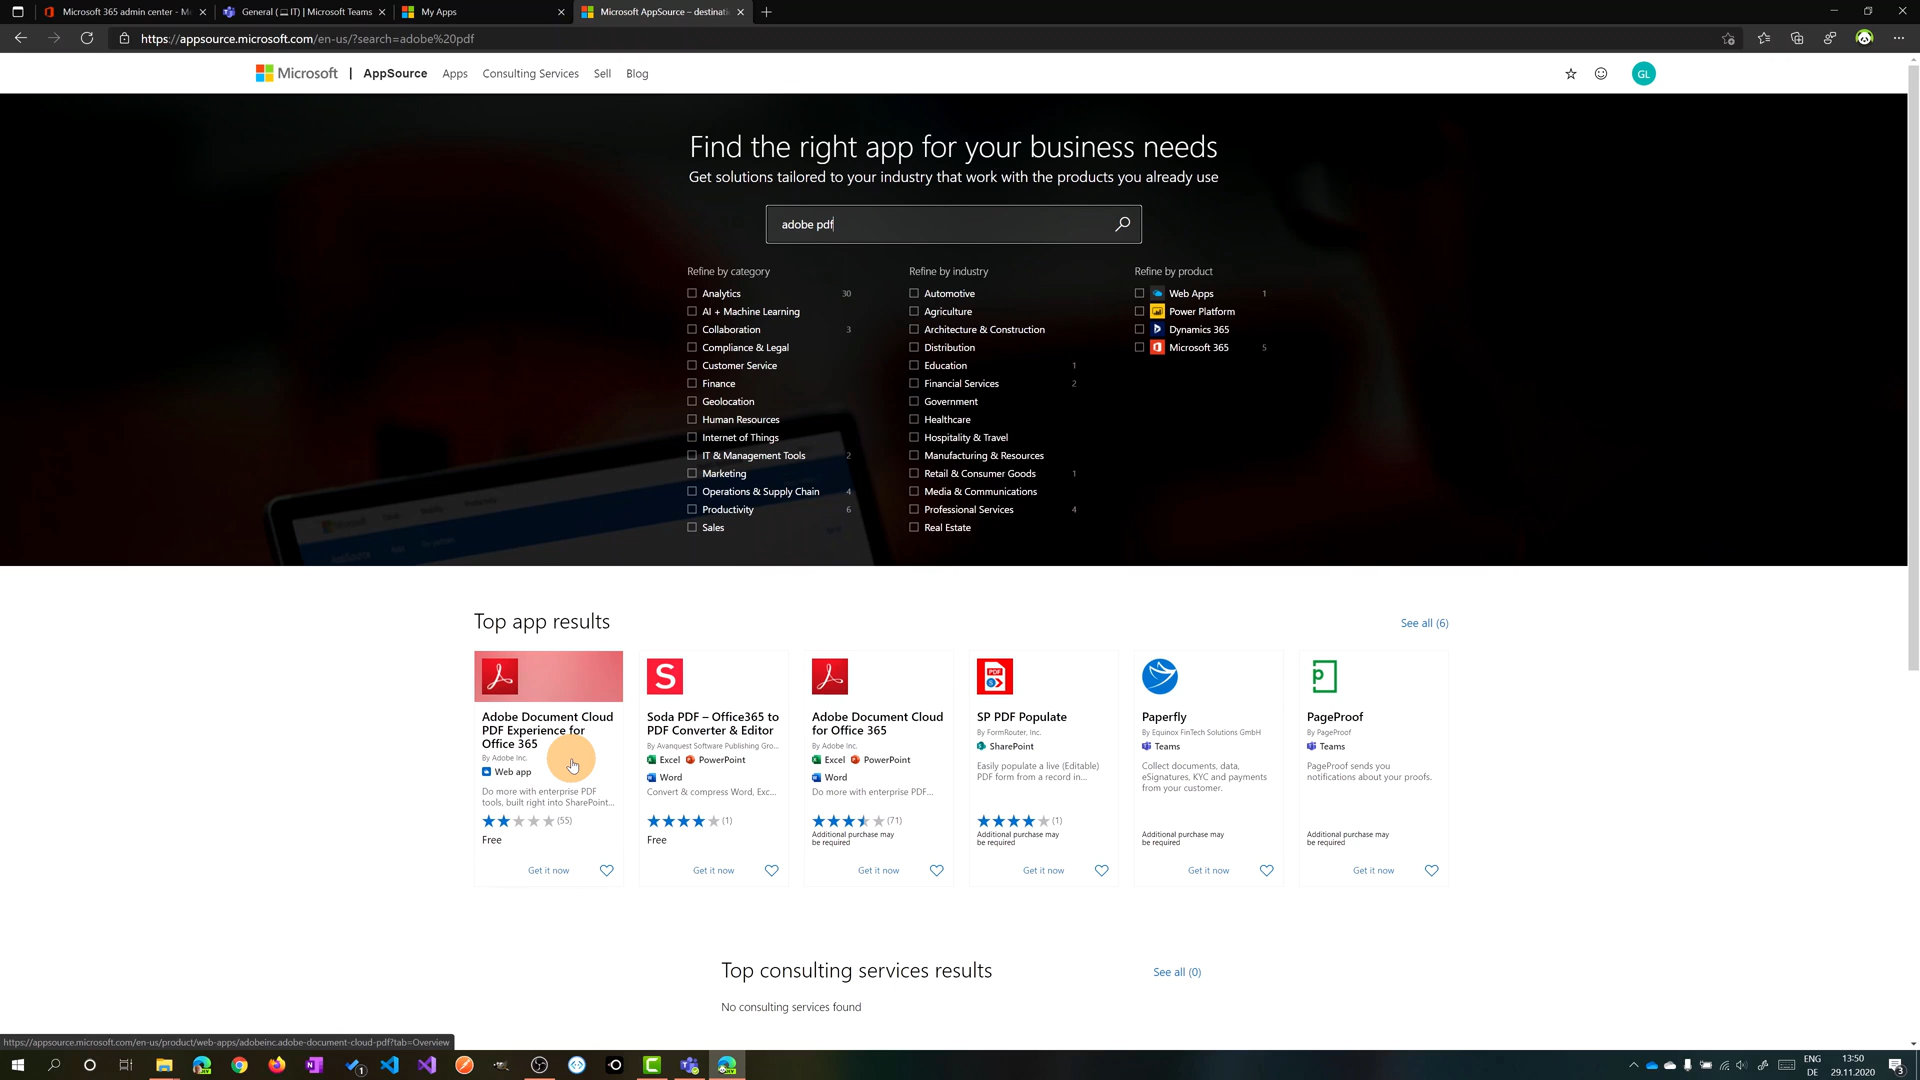 Microsoft 365 admin center - M
General (IT) | Microsoft Teams
My Apps
Microsoft AppSource – destinati
https://appsource.microsoft.com/en-us/?search=adobe%20pdf
Microsoft | AppSource Apps Consulting Services Sell Blog
GL
Find the right app for your business needs
Get solutions tailored to your industry that work with the products you already use
adobe pdf
Refine by category
Analytics 30
AI + Machine Learning
Collaboration 3
Compliance & Legal
Customer Service
Finance
Geolocation
Human Resources
Internet of Things
IT & Management Tools 2
Marketing
Operations & Supply Chain 4
Productivity 6
Sales
Refine by industry
Automotive
Agriculture
Architecture & Construction
Distribution
Education 1
Financial Services 2
Government
Healthcare
Hospitality & Travel
Manufacturing & Resources
Retail & Consumer Goods 1
Media & Communications
Professional Services 4
Real Estate
Refine by product
Web Apps 1
Power Platform
Dynamics 365
Microsoft 365 5
Top app results
See all (6)
Adobe Document Cloud
PDF Experience for
Office 365
By Adobe Inc.
Web app
Do more with enterprise PDF
tools, built right into SharePoint...
(55)
Free
Get it now
Soda PDF – Office365 to
PDF Converter & Editor
By Avanquest Software Publishing Gro...
Excel PowerPoint
Word
Convert & compress Word, Exc...
(1)
Free
Get it now
Adobe Document Cloud
for Office 365
By Adobe Inc.
Excel PowerPoint
Word
Do more with enterprise PDF...
(71)
Additional purchase may
be required
Get it now
SP PDF Populate
By FormRouter, Inc.
SharePoint
Easily populate a live (Editable)
PDF form from a record in...
(1)
Additional purchase may
be required
Get it now
Paperfly
By Equinox FinTech Solutions GmbH
Teams
Collect documents, data,
eSignatures, KYC and payments
from your customer.
Additional purchase may
be required
Get it now
PageProof
By PageProof
Teams
PageProof sends you
notifications about your proofs.
Additional purchase may
be required
Get it now
Top consulting services results
See all (0)
No consulting services found
https://appsource.microsoft.com/en-us/product/web-apps/adobeinc.adobe-document-cloud-pdf?tab=Overview
ENG
DE
13:50
29.11.2020
3